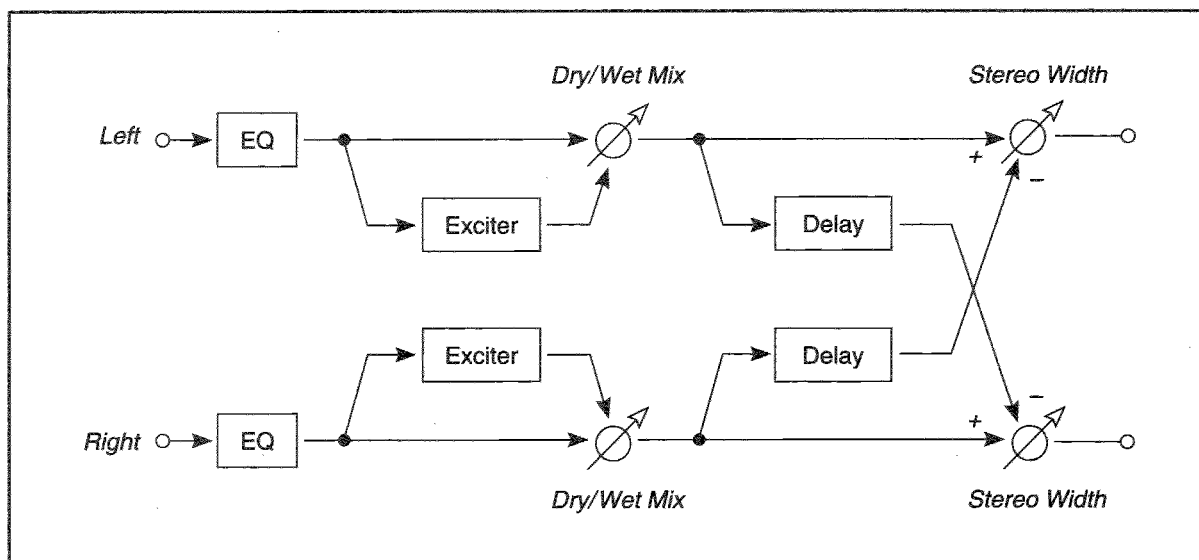 Dry/Wet Mix
Stereo Width
Left
EQ
+
−
Exciter
Delay
Exciter
Delay
−
+
Right
EQ
Dry/Wet Mix
Stereo Width